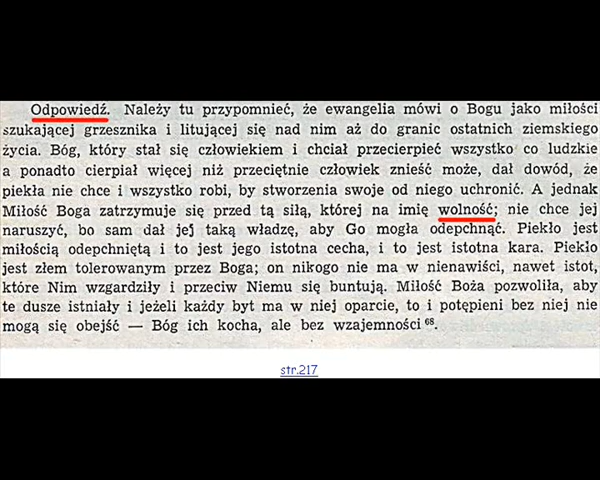 Odpowiedź. Należy tu przypomnieć, że ewangelia mówi o Bogu jako miłości
szukającej grzesznika i litującej się nad nim aż do granic ostatnich ziemskiego
życia. Bóg, który stał się człowiekiem i chciał przecierpieć wszystko co ludzkie
a ponadto cierpiał więcej niż przeciętnie człowiek znieść może, dał dowód, że
piekła nie chce i wszystko robi, by stworzenia swoje od niego uchronić. A jednak
Miłość Boga zatrzymuje się przed tą siłą, której na imię wolność; nie chce jej
naruszyć, bo sam dał jej taką władzę, aby Go mogła odepchnąć. Piekło jest
miłością odepchniętą i to jest jego istotna cecha, i to jest istotna kara. Piekło
jest złem tolerowanym przez Boga; on nikogo nie ma w nienawiści, nawet istot,
które Nim wzgardziły i przeciw Niemu się buntują. Miłość Boża pozwoliła, aby
te dusze istniały i jeżeli każdy byt ma w niej oparcie, to i potępieni bez niej nie
mogą się obejść — Bóg ich kocha, ale bez wzajemności ⁶⁸.
str.217